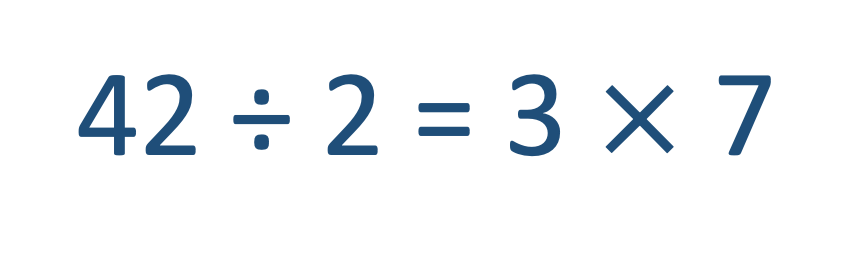 42 ÷ 2 = 3 × 7